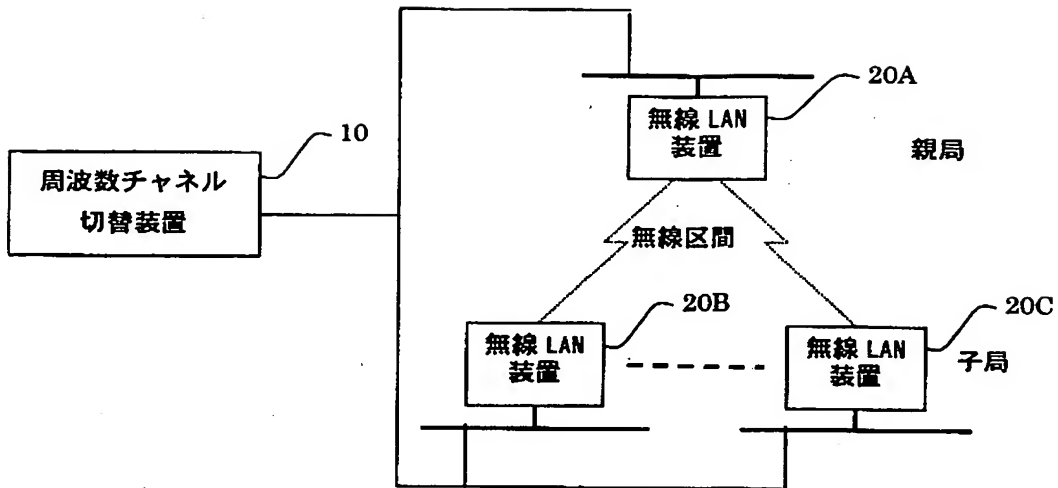 20A
無線 LAN
装置
親局
10
周波数チャネル
切替装置
無線区間
20B
20C
無線 LAN
装置
無線 LAN
装置
子局